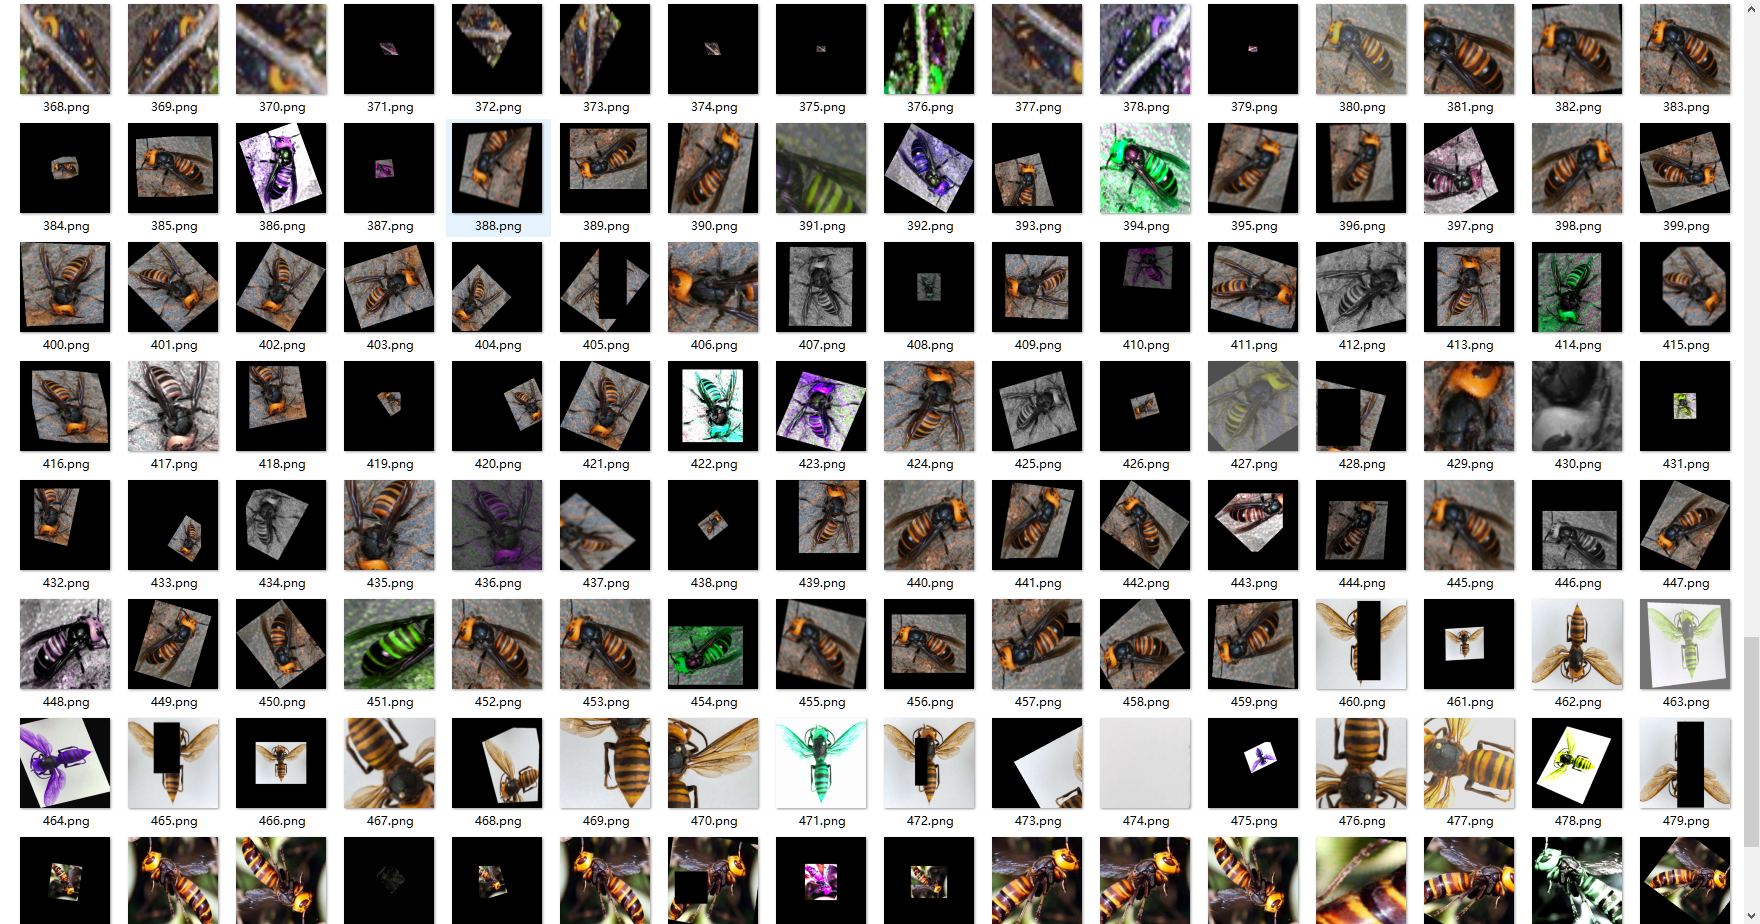 368.png 369.png 370.png 371.png 372.png 373.png 374.png 375.png 376.png 377.png 378.png 379.png 380.png 381.png 382.png 383.png
384.png 385.png 386.png 387.png 388.png 389.png 390.png 391.png 392.png 393.png 394.png 395.png 396.png 397.png 398.png 399.png
400.png 401.png 402.png 403.png 404.png 405.png 406.png 407.png 408.png 409.png 410.png 411.png 412.png 413.png 414.png 415.png
416.png 417.png 418.png 419.png 420.png 421.png 422.png 423.png 424.png 425.png 426.png 427.png 428.png 429.png 430.png 431.png
432.png 433.png 434.png 435.png 436.png 437.png 438.png 439.png 440.png 441.png 442.png 443.png 444.png 445.png 446.png 447.png
448.png 449.png 450.png 451.png 452.png 453.png 454.png 455.png 456.png 457.png 458.png 459.png 460.png 461.png 462.png 463.png
464.png 465.png 466.png 467.png 468.png 469.png 470.png 471.png 472.png 473.png 474.png 475.png 476.png 477.png 478.png 479.png